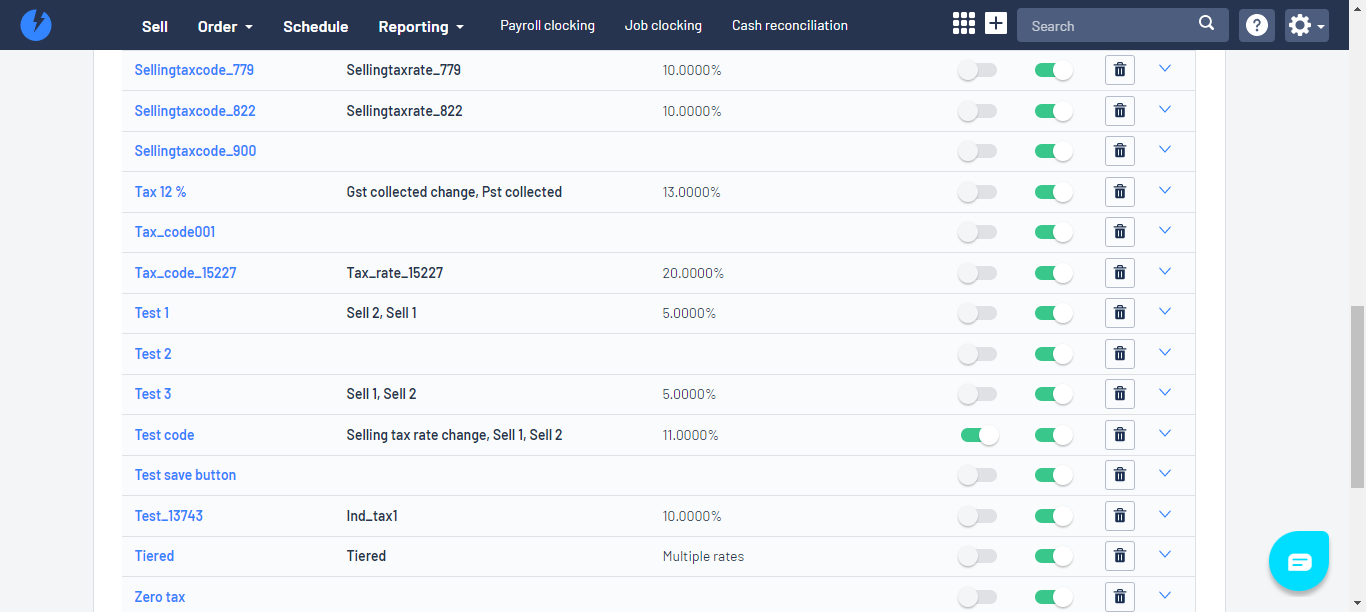 Sell Order Schedule Reporting Payroll clocking Job clocking Cash reconciliation Search
Sellingtaxcode_779 Sellingtaxrate_779 10.0000%
Sellingtaxcode_822 Sellingtaxrate_822 10.0000%
Sellingtaxcode_900
Tax 12 % Gst collected change, Pst collected 13.0000%
Tax_code001
Tax_code_15227 Tax_rate_15227 20.0000%
Test 1 Sell 2, Sell 1 5.0000%
Test 2
Test 3 Sell 1, Sell 2 5.0000%
Test code Selling tax rate change, Sell 1, Sell 2 11.0000%
Test save button
Test_13743 Ind_tax1 10.0000%
Tiered Tiered Multiple rates
Zero tax